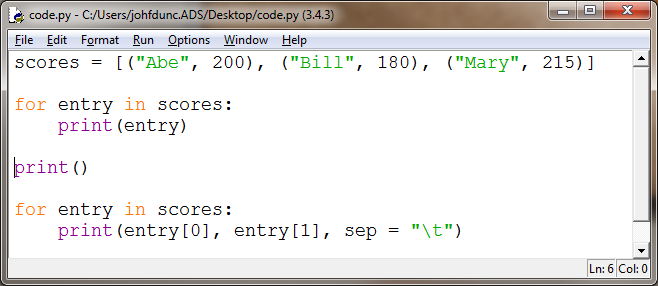 code.py - C:/Users/johfdunc.ADS/Desktop/code.py (3.4.3)
File Edit Format Run Options Window Help
scores = [("Abe", 200), ("Bill", 180), ("Mary", 215)]
for entry in scores:
    print(entry)
print()
for entry in scores:
    print(entry[0], entry[1], sep = "\t")
Ln: 6 Col: 0